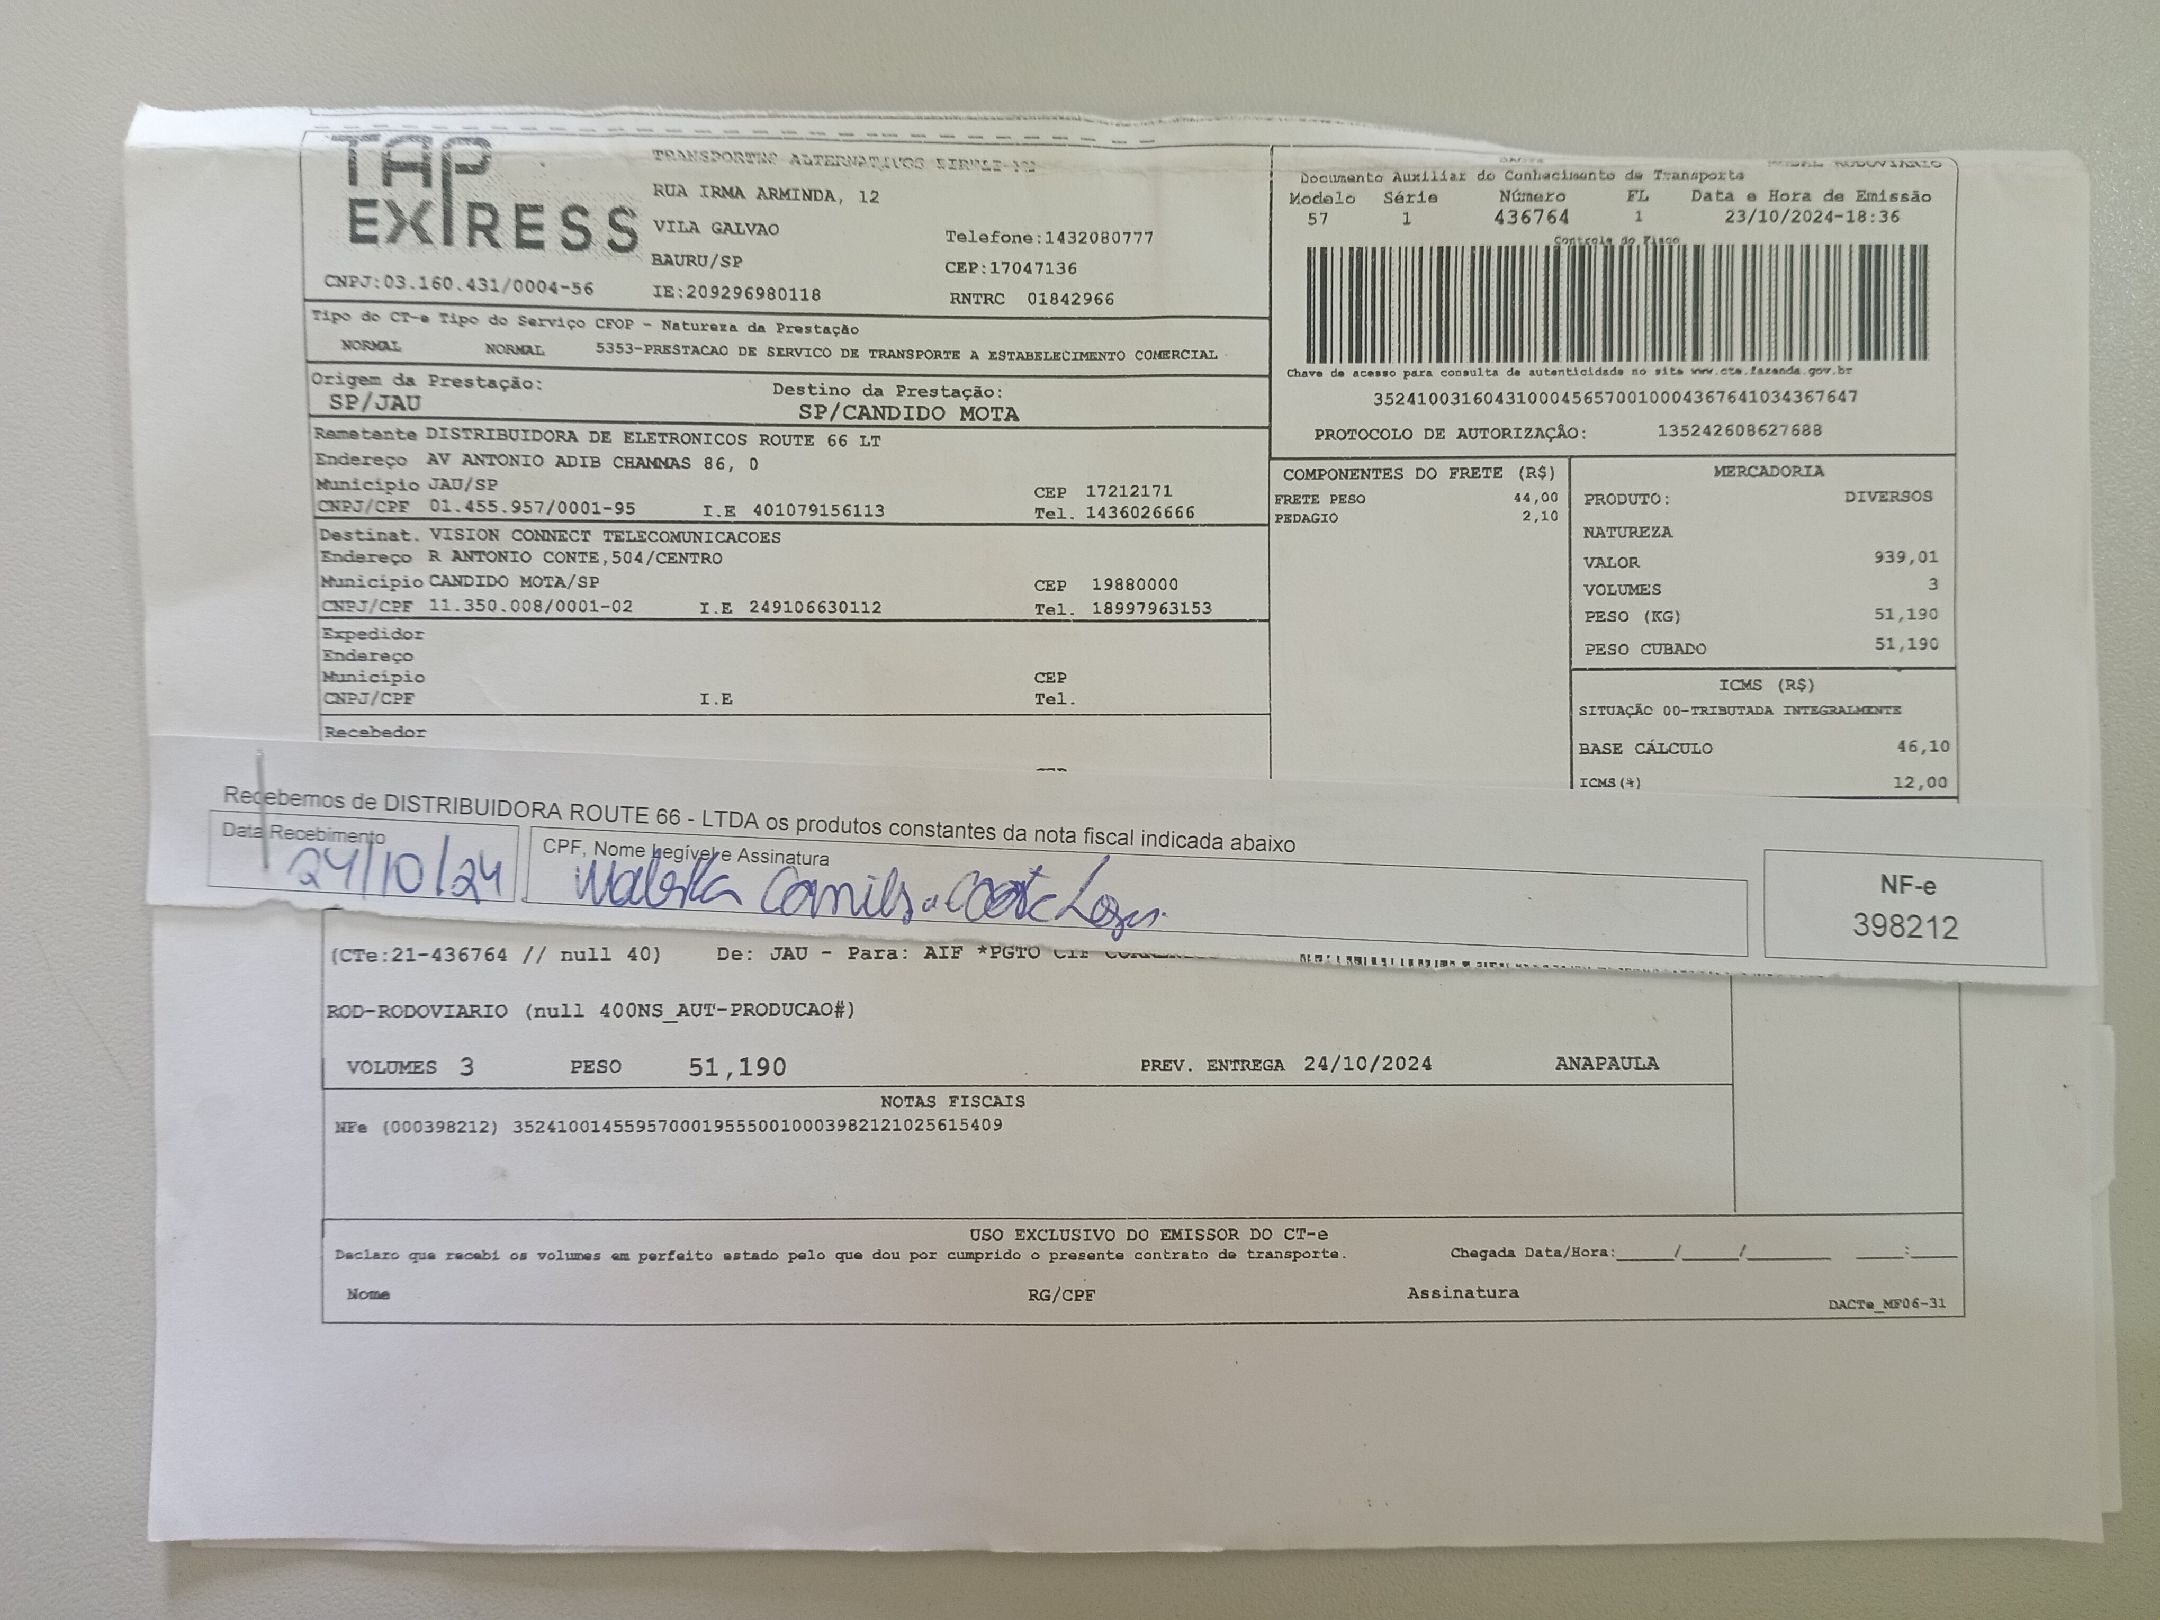 TAP EXPRESS
TRANSPORTES ALTERNATIVOS EIRELI-ME
RUA IRMA ARMINDA, 12
VILA GALVAO
Telefone:1432080777
BAURU/SP
CEP:17047136
CNPJ:03.160.431/0004-56
IE:209296980118
RNTRC 01842966
Tipo do CT-e Tipo do Serviço CFOP - Natureza da Prestação
NORMAL NORMAL 5353-PRESTACAO DE SERVICO DE TRANSPORTE A ESTABELECIMENTO COMERCIAL
Origem da Prestação: Destino da Prestação:
SP/JAU SP/CANDIDO MOTA
Remetente DISTRIBUIDORA DE ELETRONICOS ROUTE 66 LT
Endereço AV ANTONIO ADIB CHAMMAS 86, 0
Município JAU/SP CEP 17212171
CNPJ/CPF 01.455.957/0001-95 I.E 401079156113 Tel. 1436026666
Destinat. VISION CONNECT TELECOMUNICACOES
Endereço R ANTONIO CONTE,504/CENTRO
Município CANDIDO MOTA/SP CEP 19880000
CNPJ/CPF 11.350.008/0001-02 I.E 249106630112 Tel. 18997963153
Expedidor
Endereço
Município CEP
CNPJ/CPF I.E Tel.
Recebedor
DACTE MODAL RODOVIARIO
Documento Auxiliar do Conhecimento de Transporte
Modelo Série Número FL Data e Hora de Emissão
57 1 436764 1 23/10/2024-18:36
Controle do Fisco
Chave de acesso para consulta de autenticidade no site www.cte.fazenda.gov.br
35241003160431000456570010004367641034367647
PROTOCOLO DE AUTORIZAÇÃO: 135242608627688
COMPONENTES DO FRETE (R$)
FRETE PESO 44,00
PEDAGIO 2,10
MERCADORIA
PRODUTO: DIVERSOS
NATUREZA
VALOR 939,01
VOLUMES 3
PESO (KG) 51,190
PESO CUBADO 51,190
ICMS (R$)
SITUAÇÃO 00-TRIBUTADA INTEGRALMENTE
BASE CÁLCULO 46,10
ICMS(%) 12,00
Recebemos de DISTRIBUIDORA ROUTE 66 - LTDA os produtos constantes da nota fiscal indicada abaixo
Data Recebimento
24/10/24
CPF, Nome Legível e Assinatura
NF-e
398212
(CTe:21-436764 // null 40) De: JAU - Para: AIF *PGTO CIF
ROD-RODOVIARIO (null 400NS_AUT-PRODUCAO#)
VOLUMES 3 PESO 51,190 PREV. ENTREGA 24/10/2024 ANAPAULA
NOTAS FISCAIS
NFe (000398212) 35241001455957000195550010003982121025615409
USO EXCLUSIVO DO EMISSOR DO CT-e
Declaro que recebi os volumes em perfeito estado pelo que dou por cumprido o presente contrato de transporte. Chegada Data/Hora:_____/_____/_______ ____:____
Nome RG/CPF Assinatura
DACTe_MF06-31